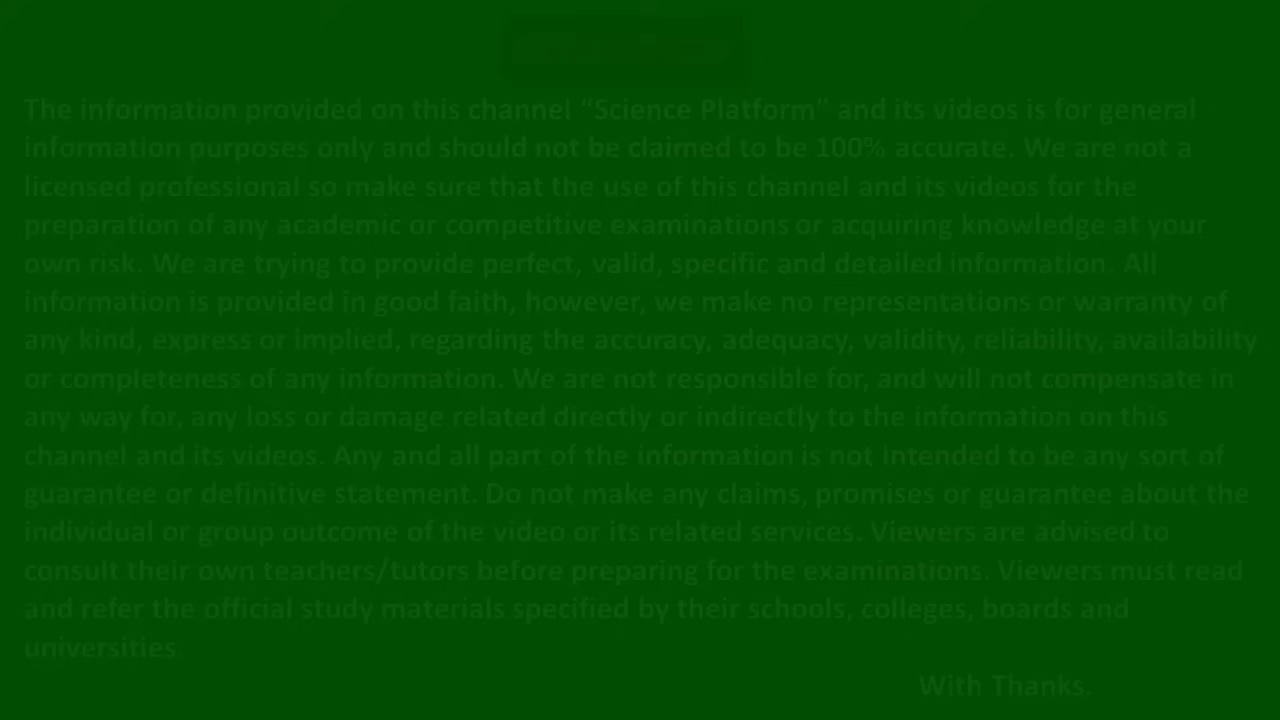 The information provided on this channel “Science Platform” and its videos is for general
information purposes only and should not be claimed to be 100% accurate. We are not a
licensed professional so make sure that the use of this channel and its videos for the
preparation of any academic or competitive examinations or acquiring knowledge at your
own risk. We are trying to provide perfect, valid, specific and detailed information. All
information is provided in good faith, however, we make no representations or warranty of
any kind, express or implied, regarding the accuracy, adequacy, validity, reliability, availability
or completeness of any information. We are not responsible for, and will not compensate in
any way for, any loss or damage related directly or indirectly to the information on this
channel and its videos. Any and all part of the information is not intended to be any sort of
guarantee or definitive statement. Do not make any claims, promises or guarantee about the
individual or group outcome of the video or its related services. Viewers are advised to
consult their own teachers/tutors before preparing for the examinations. Viewers must read
and refer the official study materials specified by their schools, colleges, boards and
universities.
With Thanks.